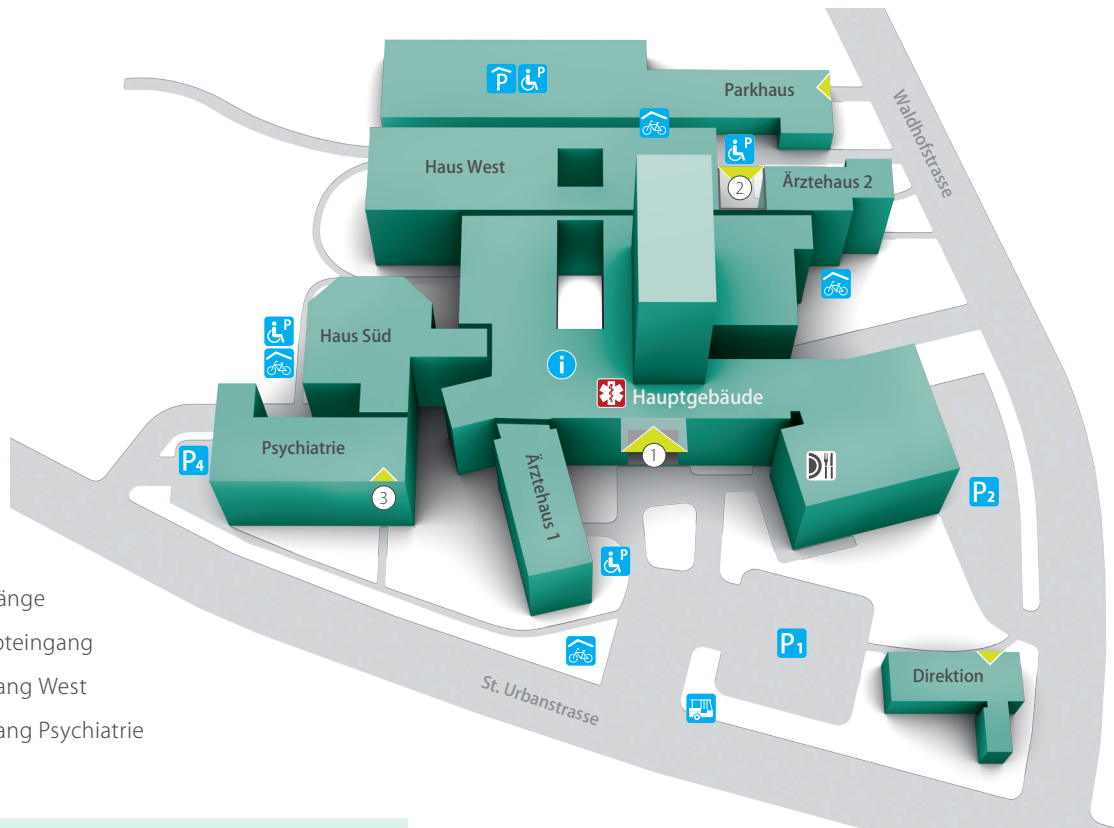 P P
Parkhaus
Waldhofstrasse
Haus West
P
2
Ärztehaus 2
P
Haus Süd
i
Hauptgebäude
1
Psychiatrie
P4
3
Ärztehaus 1
P2
P
änge
oteingang
ang West
ang Psychiatrie
P1
St. Urbanstrasse
Direktion